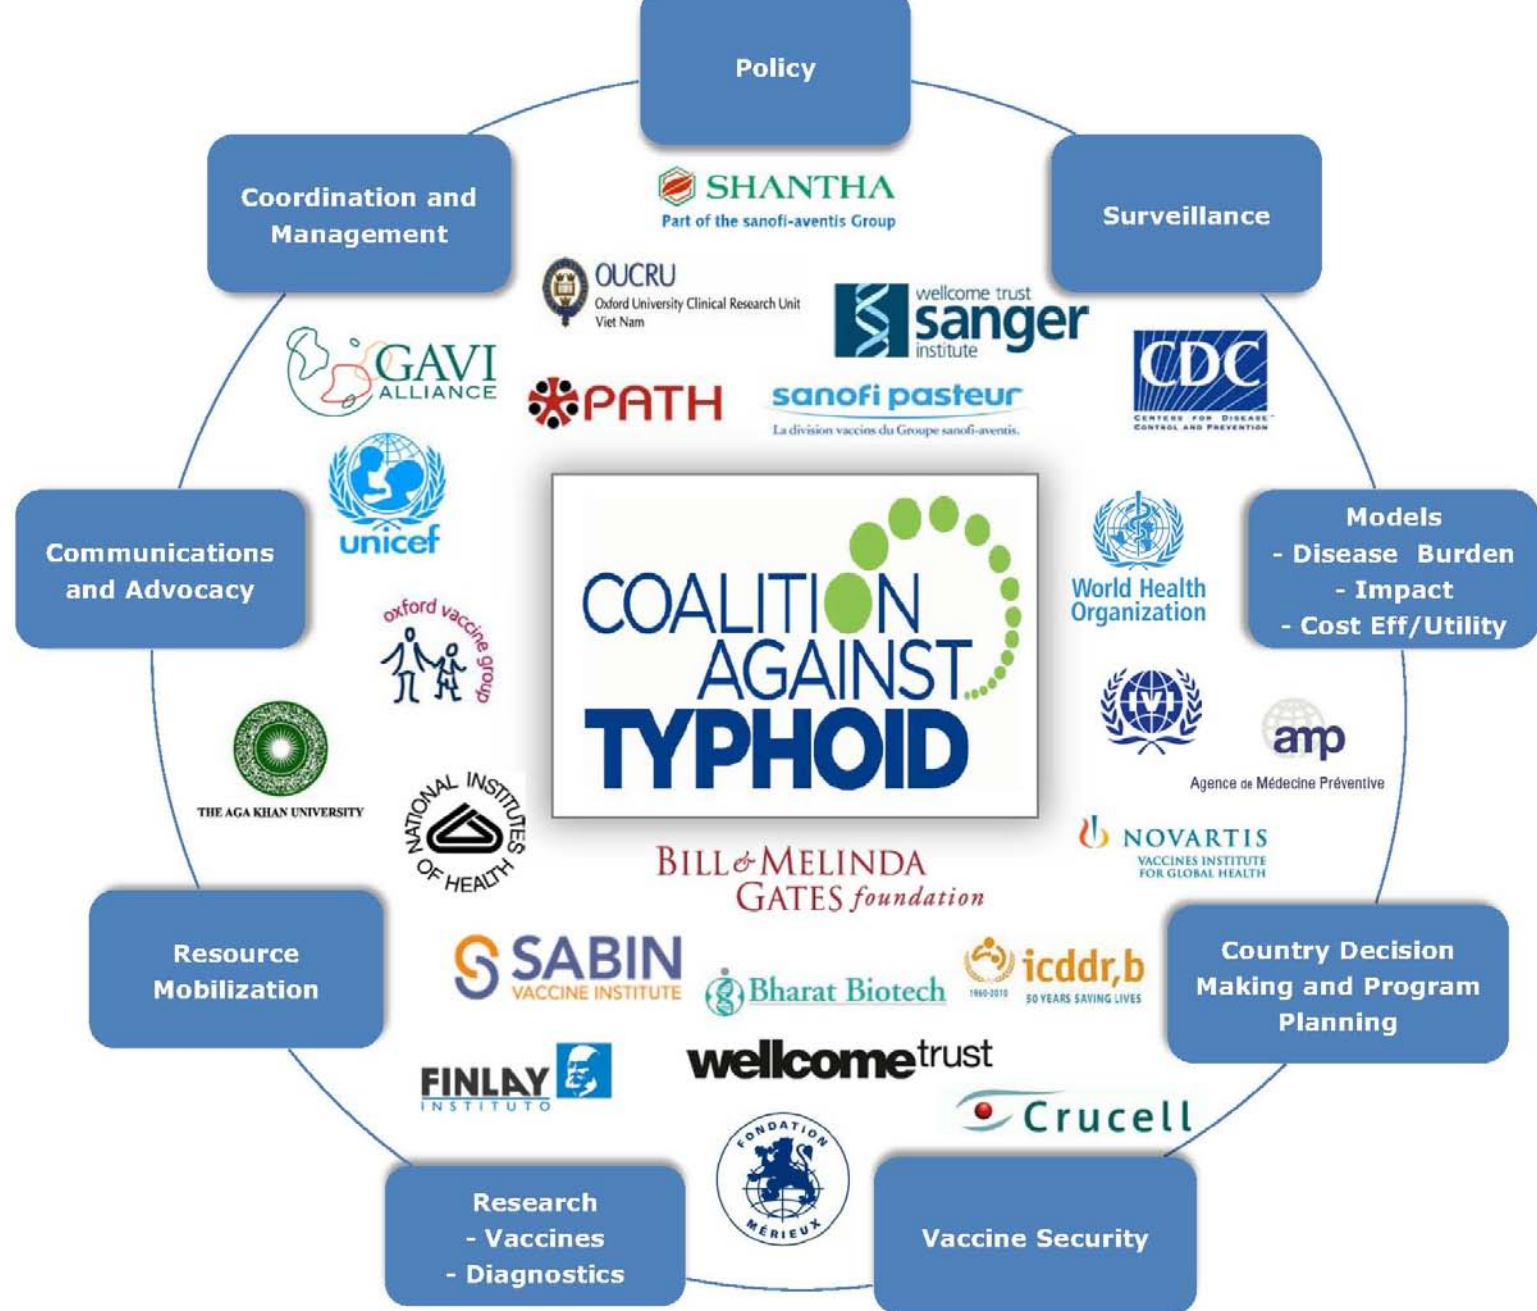 Policy
Coordination and
Management
Surveillance
SHANTHA
Part of the sanofi-aventis Group
OUCRU
Oxford University Clinical Research Unit
Viet Nam
wellcome trust
sanger
institute
GAVI
ALLIANCE
PATH
sanofi pasteur
La division vaccins du Groupe sanofi-aventis.
CDC
CENTERS FOR DISEASE
CONTROL AND PREVENTION
unicef
World Health
Organization
Communications
and Advocacy
Models
- Disease Burden
- Impact
- Cost Eff/Utility
COALITION
AGAINST
TYPHOID
oxford vaccine group
IVI
amp
Agence de Médecine Préventive
THE AGA KHAN UNIVERSITY
NATIONAL INSTITUTES
OF HEALTH
NOVARTIS
VACCINES INSTITUTE
FOR GLOBAL HEALTH
BILL & MELINDA
GATES foundation
Resource
Mobilization
SABIN
VACCINE INSTITUTE
Bharat Biotech
icddr,b
1960-2010
50 YEARS SAVING LIVES
Country Decision
Making and Program
Planning
FINLAY
INSTITUTO
wellcometrust
Crucell
FONDATION
MÉRIEUX
Research
- Vaccines
- Diagnostics
Vaccine Security